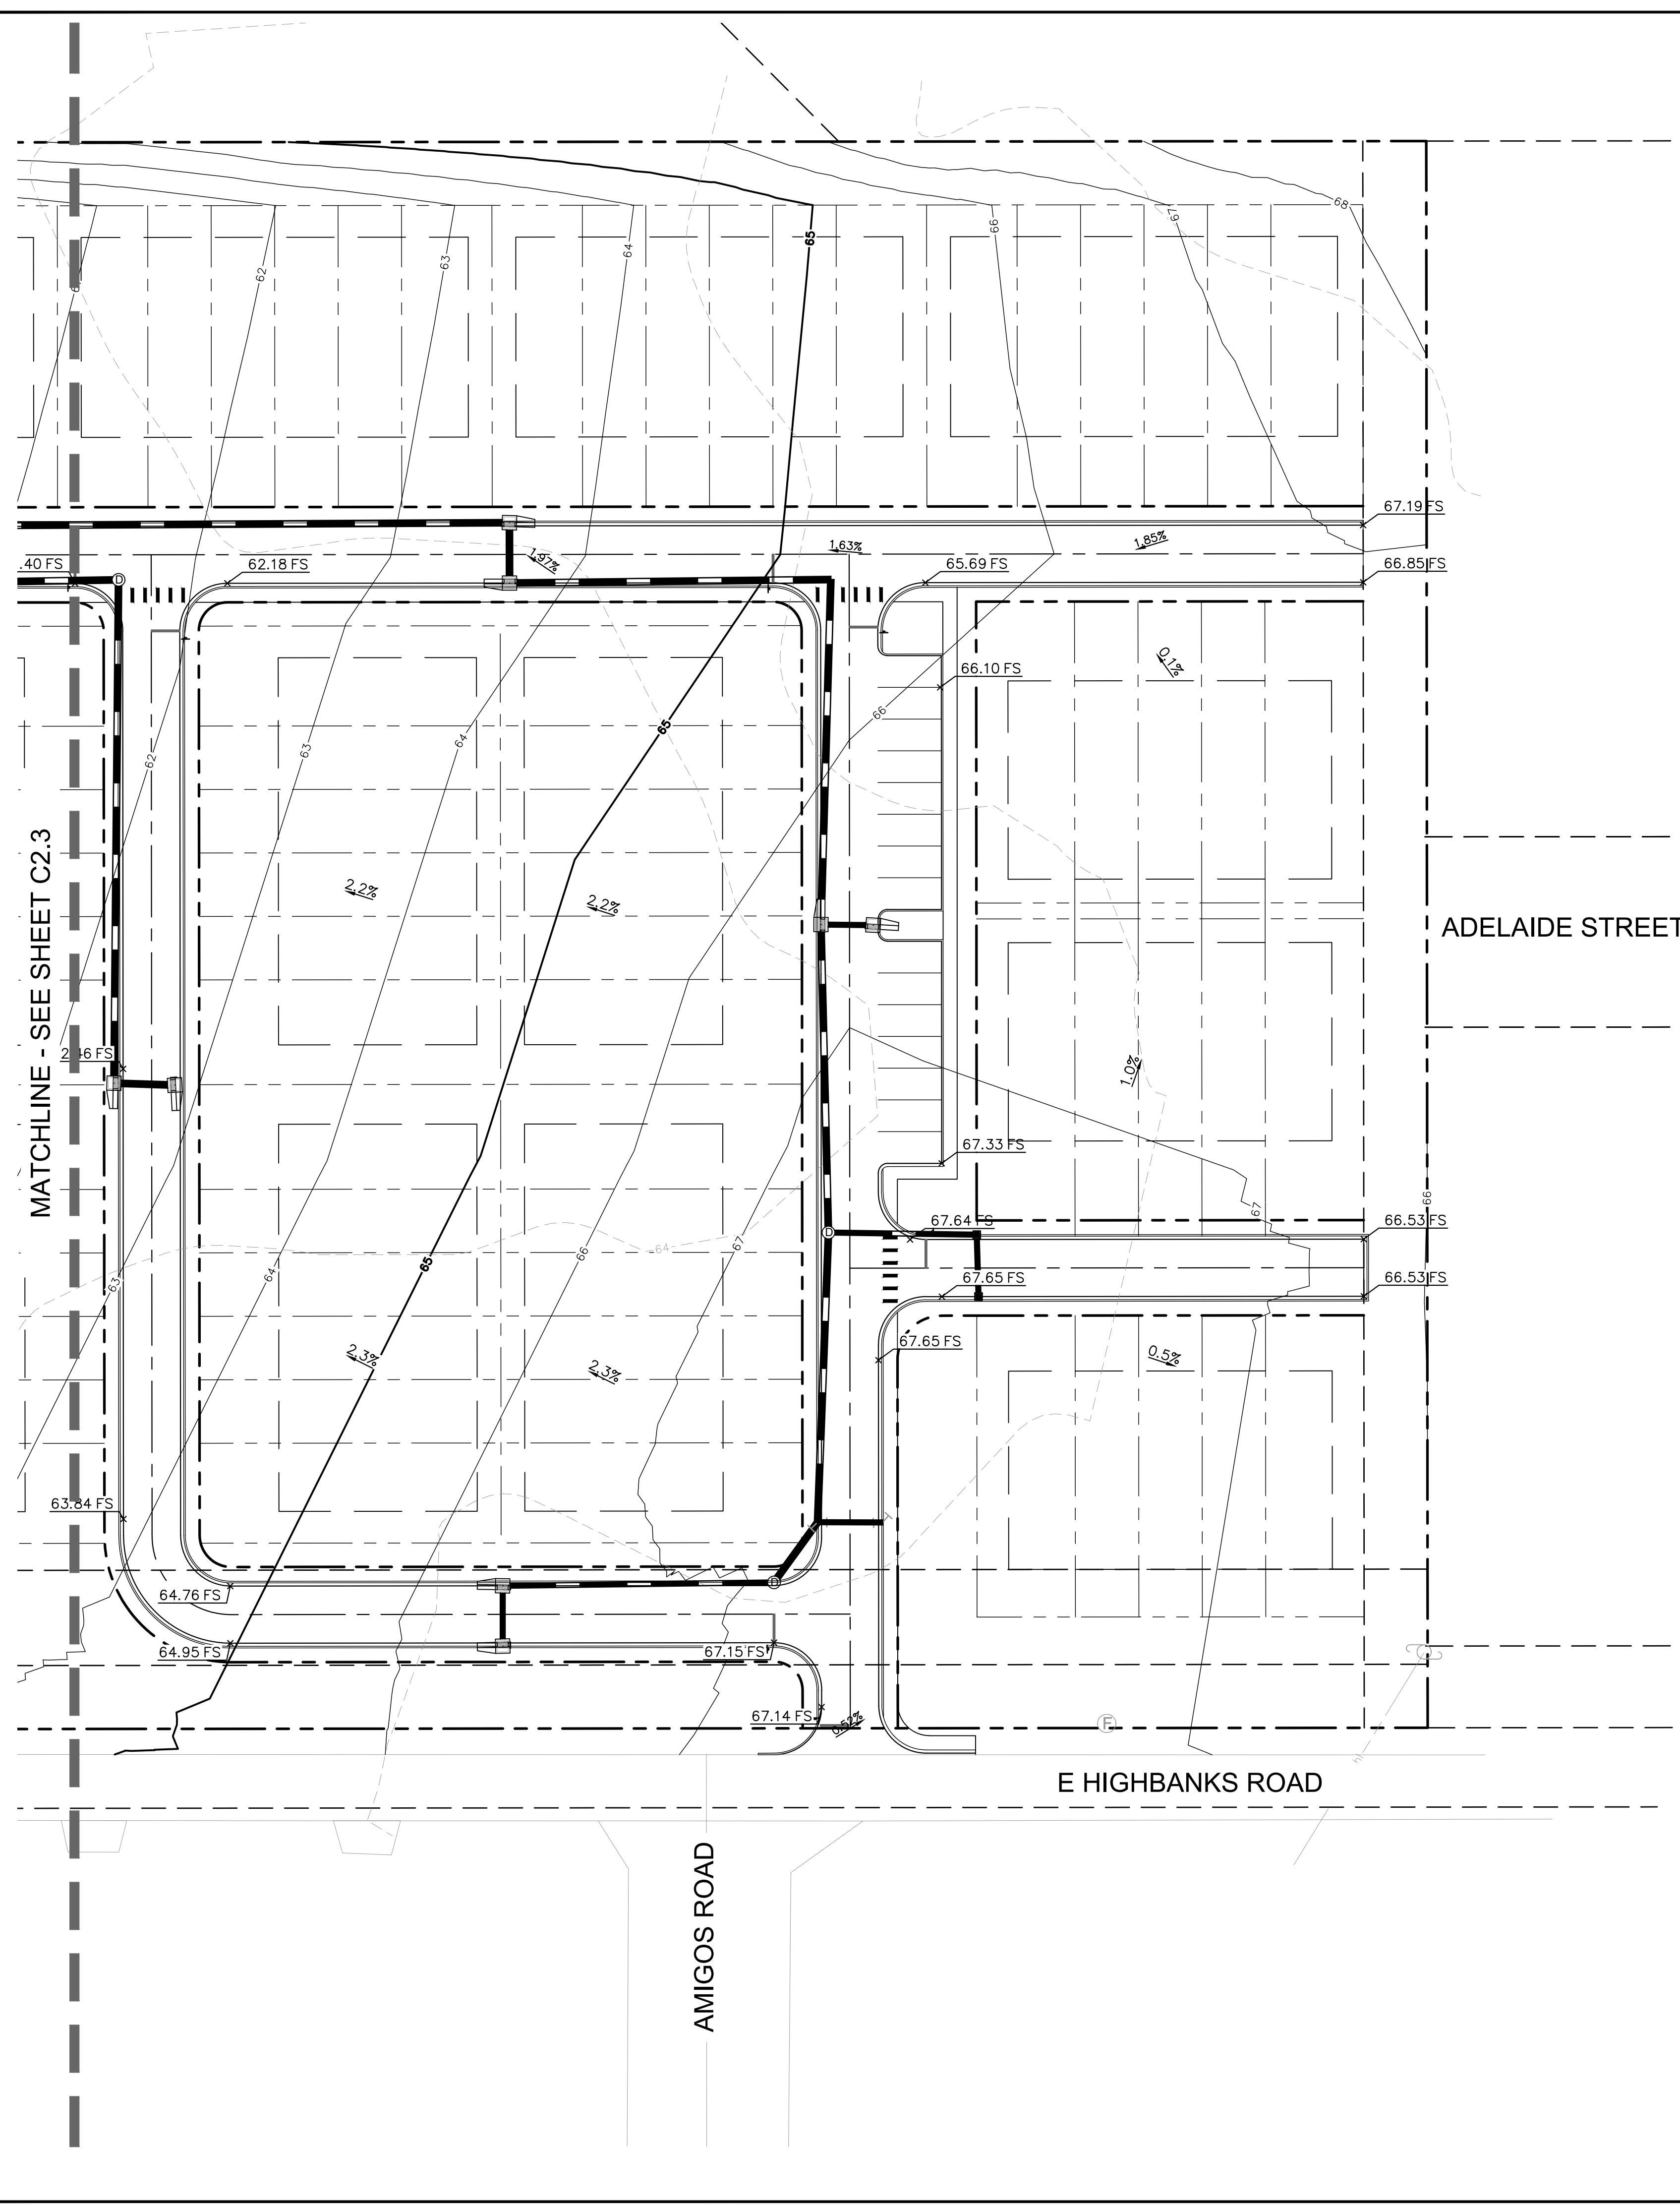 68
67
66
65
64
63
62
67.19 FS
1.85%
1.63%
1.97%
.40 FS
62.18 FS
65.69 FS
66.85 FS
D
0.1%
66.10 FS
66
65
64
63
62
2.2%
2.2%
ADELAIDE STREET
MATCHLINE - SEE SHEET C2.3
46 FS
1.0%
67.33 FS
67.64 FS
66.53 FS
66
67
D
64
67
66
65
64
63
67.65 FS
66.53 FS
67.65 FS
0.5%
2.3%
2.3%
63.84 FS
D
64.76 FS
64.95 FS
67.15 FS
67.14 FS
0.52%
F
E HIGHBANKS ROAD
AMIGOS ROAD